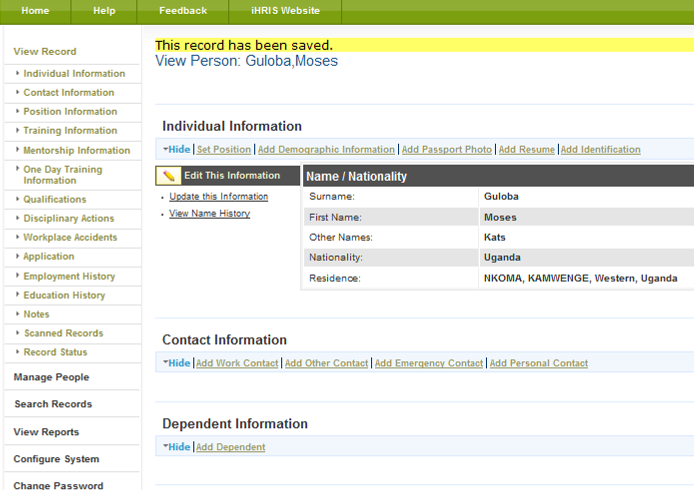 Home Help Feedback iHRIS Website
View Record
Individual Information
Contact Information
Position Information
Training Information
Mentorship Information
One Day Training
Information
Qualifications
Disciplinary Actions
Workplace Accidents
Application
Employment History
Education History
Notes
Scanned Records
Record Status
Manage People
Search Records
View Reports
Configure System
Change Password
This record has been saved.
View Person: Guloba,Moses
Individual Information
Hide | Set Position | Add Demographic Information | Add Passport Photo | Add Resume | Add Identification
Edit This Information
Update this Information
View Name History
Name / Nationality
Surname: Guloba
First Name: Moses
Other Names: Kats
Nationality: Uganda
Residence: NKOMA, KAMWENGE, Western, Uganda
Contact Information
Hide | Add Work Contact | Add Other Contact | Add Emergency Contact | Add Personal Contact
Dependent Information
Hide | Add Dependent